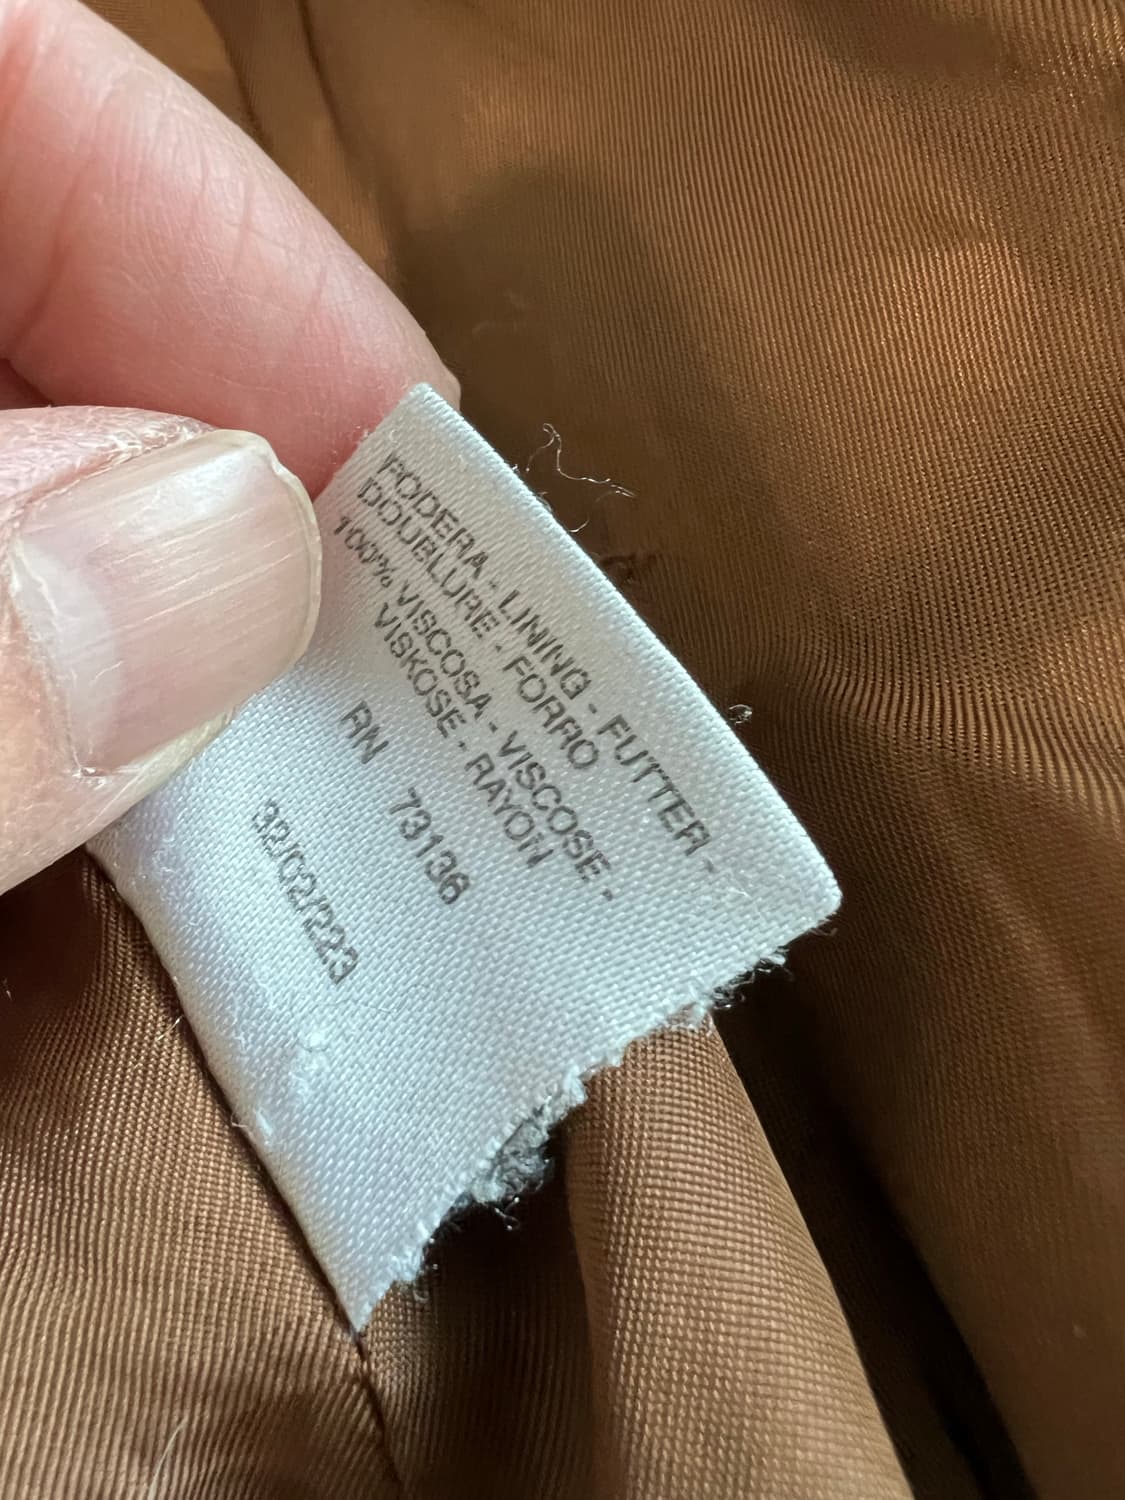 FODERA - LINING - FUTTER -
DOUBLURE - FORRO
100% VISCOSA - VISCOSE -
VISKOSE - RAYON
RN 73136
32/02/223